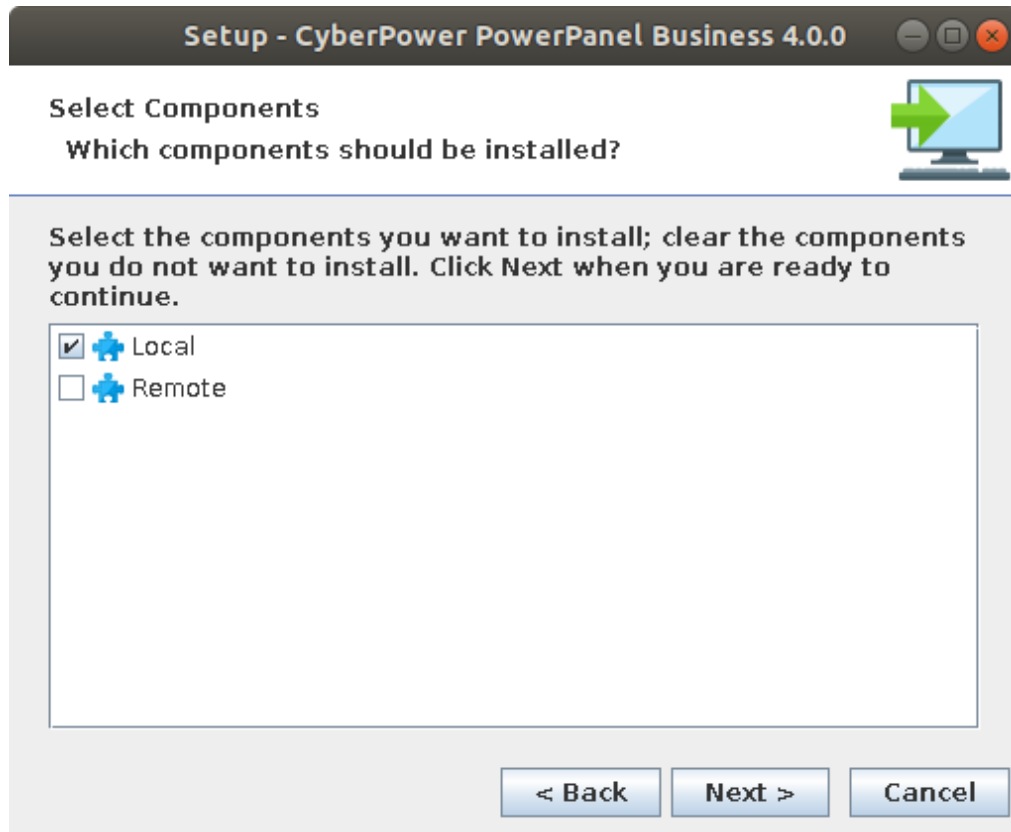 Setup - CyberPower PowerPanel Business 4.0.0
Select Components
Which components should be installed?
Select the components you want to install; clear the components
you do not want to install. Click Next when you are ready to
continue.
Local
Remote
< Back
Next >
Cancel